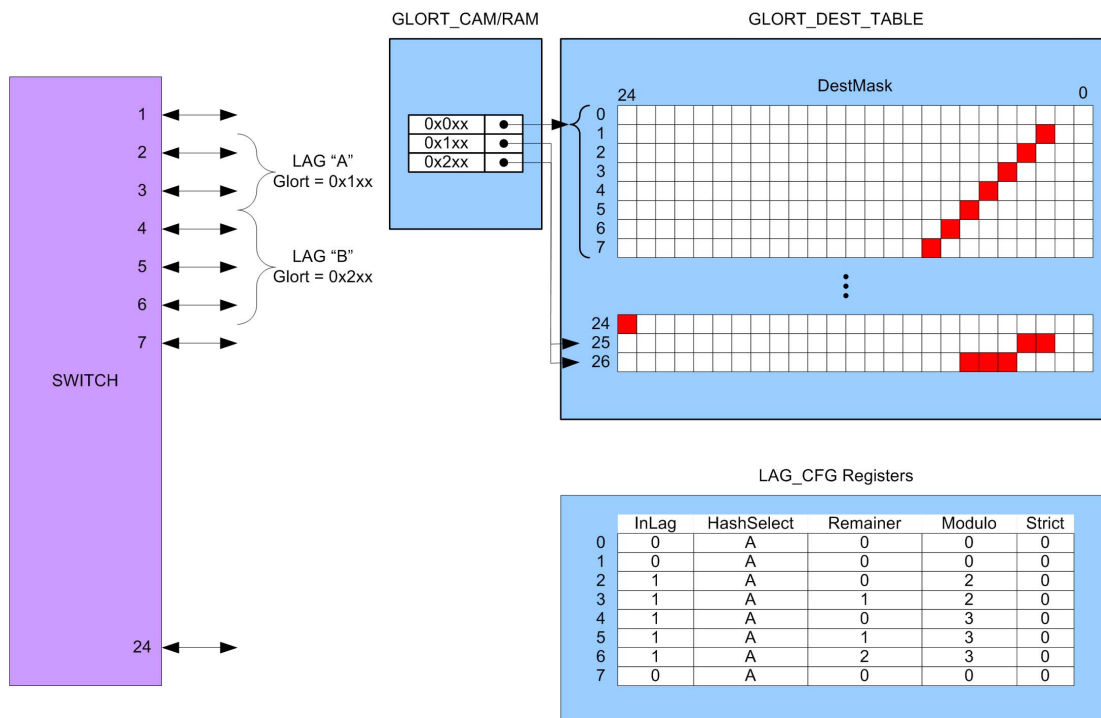 GLORT_CAM/RAM
GLORT_DEST_TABLE
DestMask
24
0
0x0xx
0x1xx
0x2xx
0
1
2
3
4
5
6
7
24
25
26
1
2
3
4
5
6
7
24
LAG “A”
Glort = 0x1xx
LAG “B”
Glort = 0x2xx
SWITCH
LAG_CFG Registers
InLag HashSelect Remainer Modulo Strict
0 0 A 0 0 0
1 0 A 0 0 0
2 1 A 0 2 0
3 1 A 1 2 0
4 1 A 0 3 0
5 1 A 1 3 0
6 1 A 2 3 0
7 0 A 0 0 0